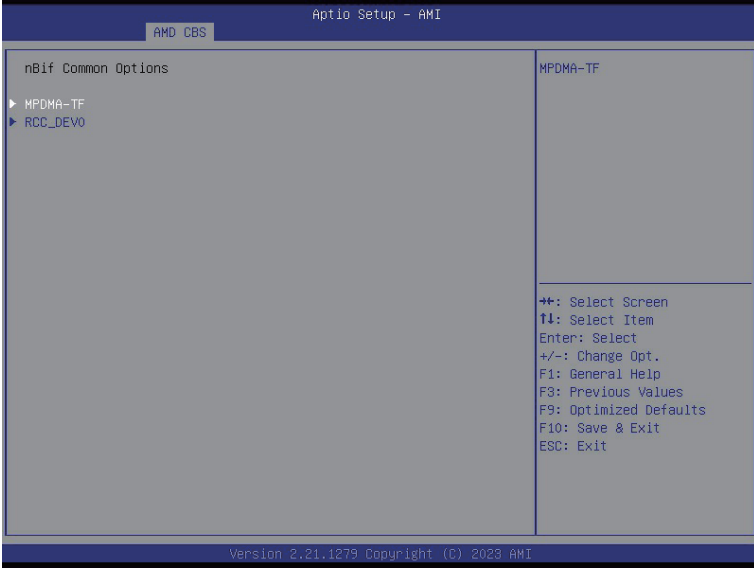 Aptio Setup – AMI
AMD CBS
nBif Common Options
MPDMA-TF
RCC_DEV0
MPDMA-TF
→←: Select Screen
↑↓: Select Item
Enter: Select
+/-: Change Opt.
F1: General Help
F3: Previous Values
F9: Optimized Defaults
F10: Save & Exit
ESC: Exit
Version 2.21.1279 Copyright (C) 2023 AMI